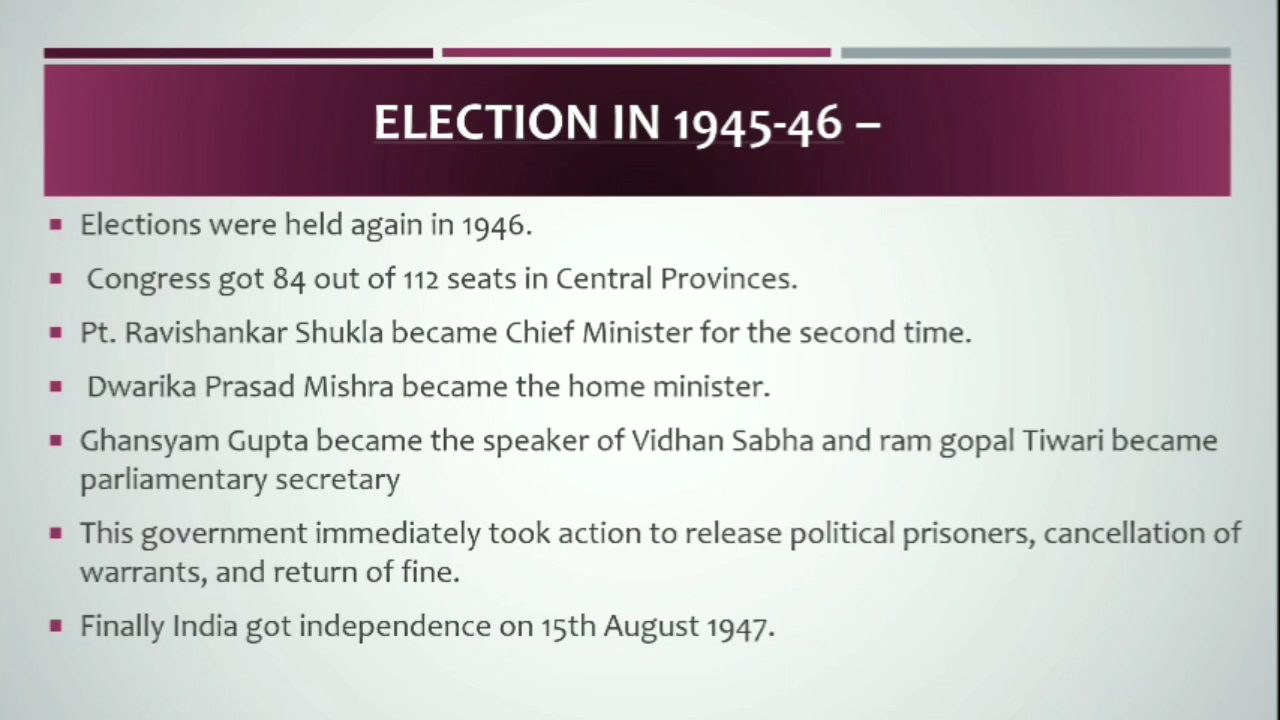 ELECTION IN 1945-46 –
Elections were held again in 1946.
Congress got 84 out of 112 seats in Central Provinces.
Pt. Ravishankar Shukla became Chief Minister for the second time.
Dwarika Prasad Mishra became the home minister.
Ghansyam Gupta became the speaker of Vidhan Sabha and ram gopal Tiwari became
parliamentary secretary
This government immediately took action to release political prisoners, cancellation of
warrants, and return of fine.
Finally India got independence on 15th August 1947.